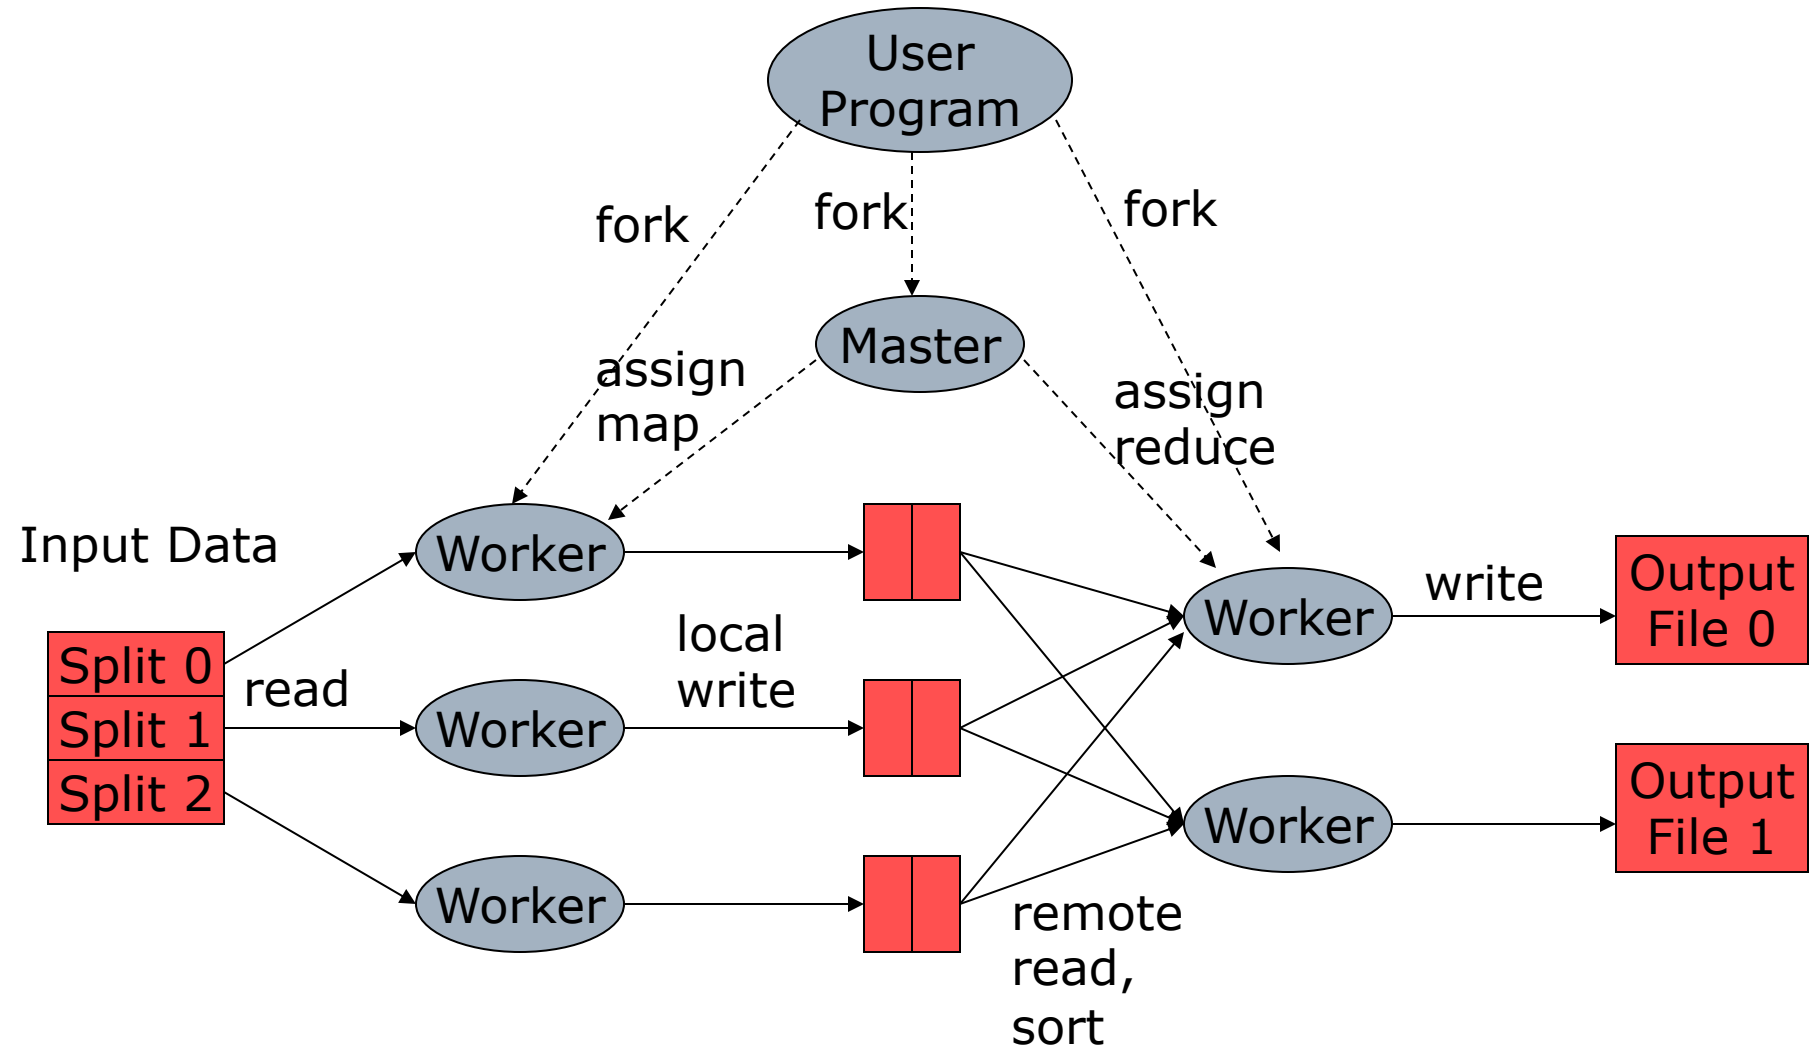 User
Program
fork
fork
fork
Master
assign
map
assign
reduce
Input Data
Split 0
Split 1
Split 2
read
Worker
Worker
Worker
local
write
remote
read,
sort
Worker
Worker
write
Output
File 0
Output
File 1